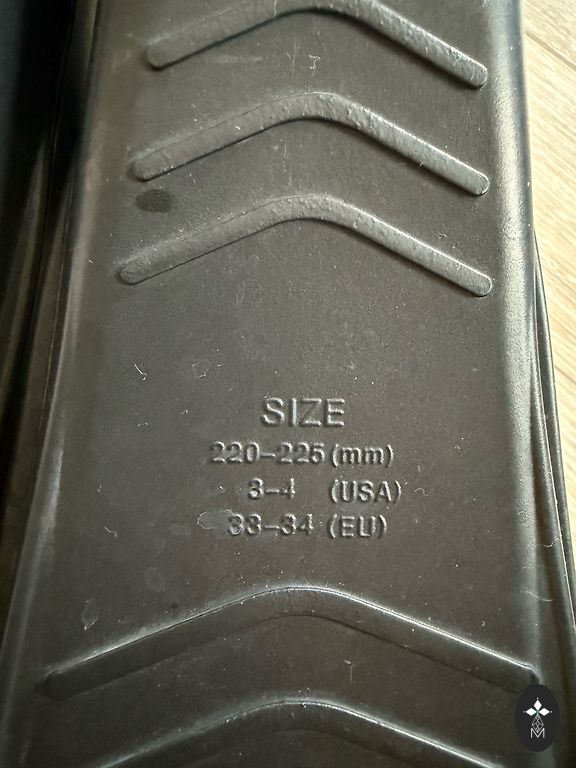 SIZE
220-225 (mm)
3-4 (USA)
33-34 (EU)
M